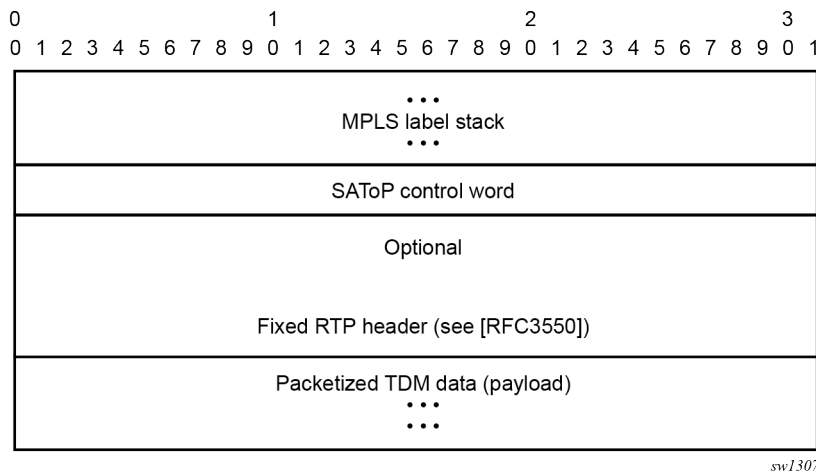 0 1 2 3
0 1 2 3 4 5 6 7 8 9 0 1 2 3 4 5 6 7 8 9 0 1 2 3 4 5 6 7 8 9 0 1
•••
MPLS label stack
•••
SAToP control word
Optional
Fixed RTP header (see [RFC3550])
Packetized TDM data (payload)
•••
•••
sw1307